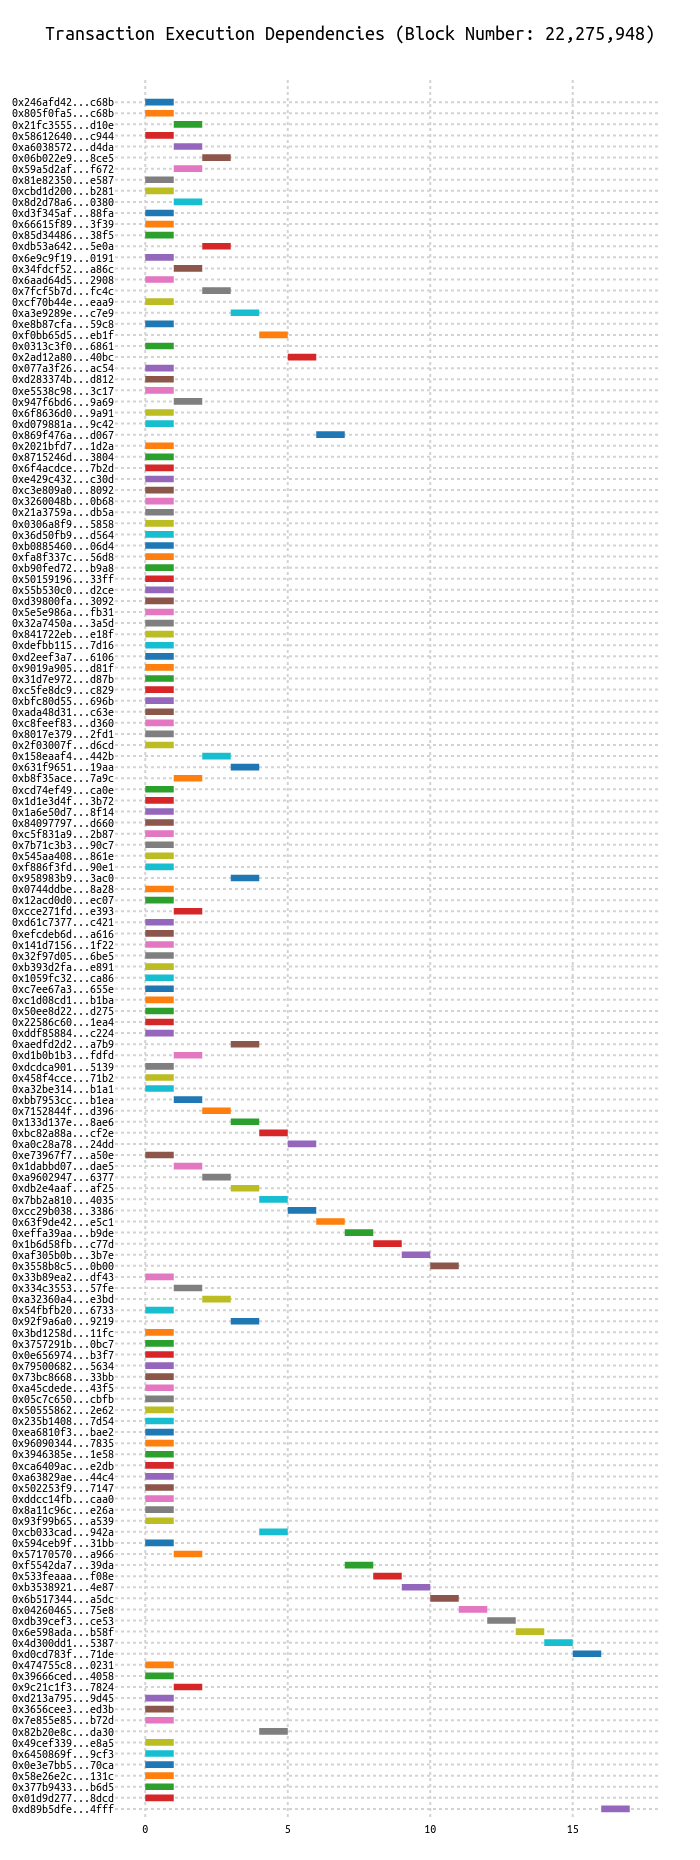 Transaction Execution Dependencies (Block Number: 22,275,948)
0x246afd42...c68b
0x805f0fa5...c68b
0x21fc3555...d10e
0x58612640...c944
0xa6038572...d4da
0x06b022e9...8ce5
0x59a5d2af...f672
0x81e82350...e587
0xcbd1d200...b281
0x8d2d78a6...0380
0xd3f345af...88fa
0x66615f89...3f39
0x85d34486...38f5
0xdb53a642...5e0a
0x6e9c9f19...0191
0x34fdcf52...a86c
0x6aad64d5...2908
0x7fcf5b7d...fc4c
0xcf70b44e...eaa9
0xa3e9289e...c7e9
0xe8b87cfa...59c8
0xf0bb65d5...eb1f
0x0313c3f0...6861
0x2ad12a80...40bc
0x077a3f26...ac54
0xd283374b...d812
0xe5538c98...3c17
0x947f6bd6...9a69
0x6f8636d0...9a91
0xd079881a...9c42
0x869f476a...d067
0x2021bfd7...1d2a
0x8715246d...3804
0x6f4acdce...7b2d
0xe429c432...c30d
0xc3e809a0...8092
0x3260048b...0b68
0x21a3759a...db5a
0x0306a8f9...5858
0x36d50fb9...d564
0xb0885460...06d4
0xfa8f337c...56d8
0xb90fed72...b9a8
0x50159196...33ff
0x55b530c0...d2ce
0xd39800fa...3092
0x5e5e986a...fb31
0x32a7450a...3a5d
0x841722eb...e18f
0xdefbb115...7d16
0xd2eef3a7...6106
0x9019a905...d81f
0x31d7e972...d87b
0xc5fe8dc9...c829
0xbfc80d55...696b
0xada48d31...c63e
0xc8feef83...d360
0x8017e379...2fd1
0x2f03007f...d6cd
0x158eaaf4...442b
0x631f9651...19aa
0xb8f35ace...7a9c
0xcd74ef49...ca0e
0x1d1e3d4f...3b72
0x1a6e50d7...8f14
0x84097797...d660
0xc5f831a9...2b87
0x7b71c3b3...90c7
0x545aa408...861e
0xf886f3fd...90e1
0x958983b9...3ac0
0x0744ddbe...8a28
0x12acd0d0...ec07
0xcce271fd...e393
0xd61c7377...c421
0xefcdeb6d...a616
0x141d7156...1f22
0x32f97d05...6be5
0xb393d2fa...e891
0x1059fc32...ca86
0xc7ee67a3...655e
0xc1d08cd1...b1ba
0x50ee8d22...d275
0x22586c60...1ea4
0xddf85884...c224
0xaedfd2d2...a7b9
0xd1b0b1b3...fdfd
0xdcdca901...5139
0x458f4cce...71b2
0xa32be314...b1a1
0xbb7953cc...b1ea
0x7152844f...d396
0x133d137e...8ae6
0xbc82a88a...cf2e
0xa0c28a78...24dd
0xe73967f7...a50e
0x1dabbd07...dae5
0xa9602947...6377
0xdb2e4aaf...af25
0x7bb2a810...4035
0xcc29b038...3386
0x63f9de42...e5c1
0xeffa39aa...b9de
0x1b6d58fb...c77d
0xaf305b0b...3b7e
0x3558b8c5...0b00
0x33b89ea2...df43
0x334c3553...57fe
0xa32360a4...e3bd
0x54fbfb20...6733
0x92f9a6a0...9219
0x3bd1258d...11fc
0x3757291b...0bc7
0x0e656974...b3f7
0x79500682...5634
0x73bc8668...33bb
0xa45cdede...43f5
0x05c7c650...cbfb
0x50555862...2e62
0x235b1408...7d54
0xea6810f3...bae2
0x96090344...7835
0x3946385e...1e58
0xca6409ac...e2db
0xa63829ae...44c4
0x502253f9...7147
0xddcc14fb...caa0
0x8a11c96c...e26a
0x93f99b65...a539
0xcb033cad...942a
0x594ceb9f...31bb
0x57170570...a966
0xf5542da7...39da
0x533feaaa...f08e
0xb3538921...4e87
0x6b517344...a5dc
0x04260465...75e8
0xdb39cef3...ce53
0x6e598ada...b58f
0x4d300dd1...5387
0xd0cd783f...71de
0x474755c8...0231
0x39666ced...4058
0x9c21c1f3...7824
0xd213a795...9d45
0x3656cee3...ed3b
0x7e855e85...b72d
0x82b20e8c...da30
0x49cef339...e8a5
0x6450869f...9cf3
0x0e3e7bb5...70ca
0x58e26e2c...131c
0x377b9433...b6d5
0x01d9d277...8dcd
0xd89b5dfe...4fff
0 5 10 15